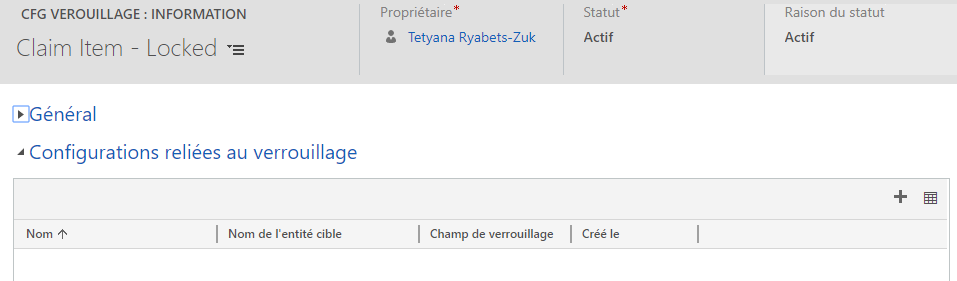 CFG VEROUILLAGE : INFORMATION
Claim Item - Locked
Propriétaire*
Tetyana Ryabets-Zuk
Statut*
Actif
Raison du statut
Actif
Général
Configurations reliées au verrouillage
Nom Nom de l'entité cible Champ de verrouillage Créé le